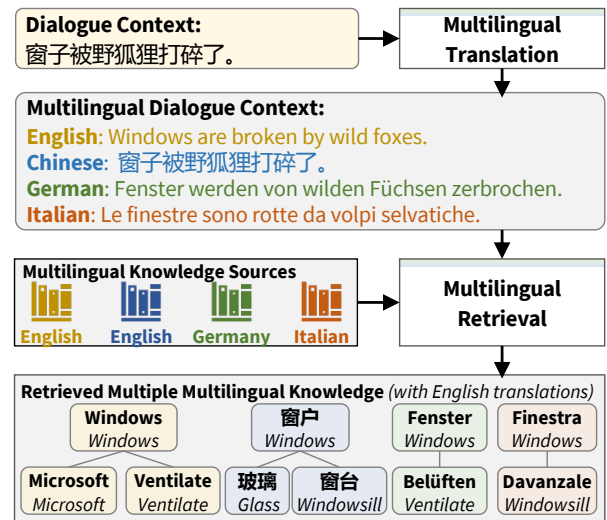 Dialogue Context:
窗子被野狐狸打碎了。
Multilingual
Translation
Multilingual Dialogue Context:
English: Windows are broken by wild foxes.
Chinese: 窗子被野狐狸打碎了。
German: Fenster werden von wilden Füchsen zerbrochen.
Italian: Le finestre sono rotte da volpi selvatiche.
Multilingual Knowledge Sources
English English Germany Italian
Multilingual
Retrieval
Retrieved Multiple Multilingual Knowledge (with English translations)
Windows 窗户 Fenster Finestra
Windows Windows Windows Windows
Microsoft Ventilate 玻璃 窗台 Belüften Davanzale
Microsoft Ventilate Glass Windowsill Ventilate Windowsill